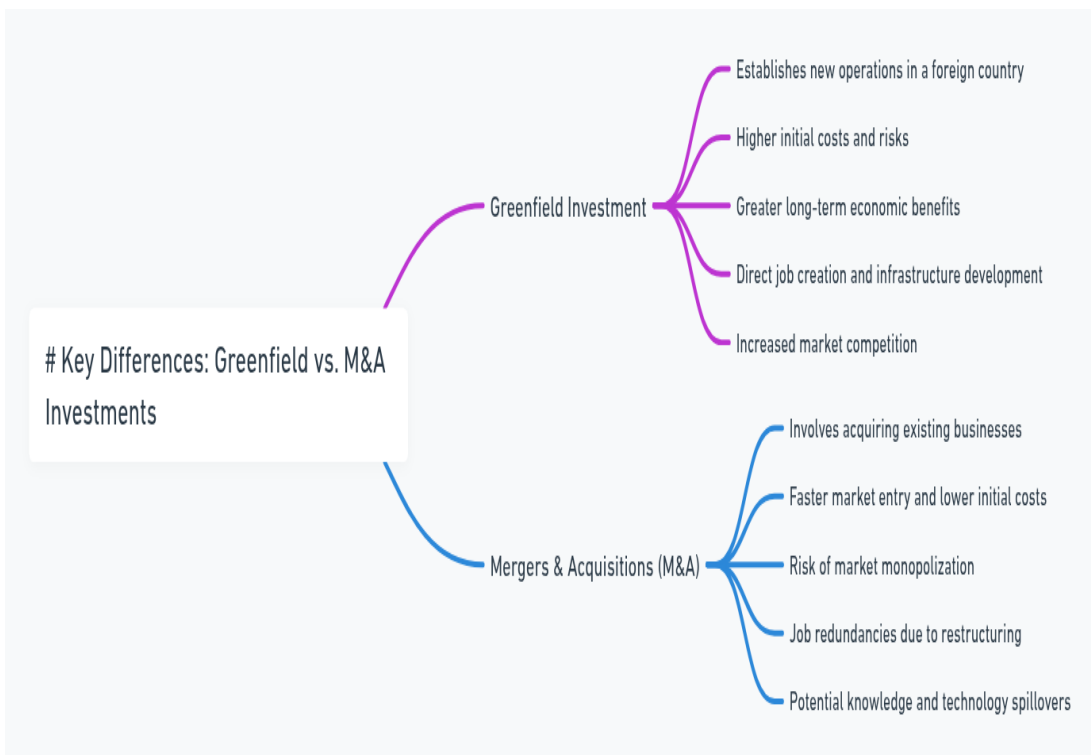 # Key Differences: Greenfield vs. M&A
Investments
Greenfield Investment
Establishes new operations in a foreign country
Higher initial costs and risks
Greater long-term economic benefits
Direct job creation and infrastructure development
Increased market competition
Mergers & Acquisitions (M&A)
Involves acquiring existing businesses
Faster market entry and lower initial costs
Risk of market monopolization
Job redundancies due to restructuring
Potential knowledge and technology spillovers